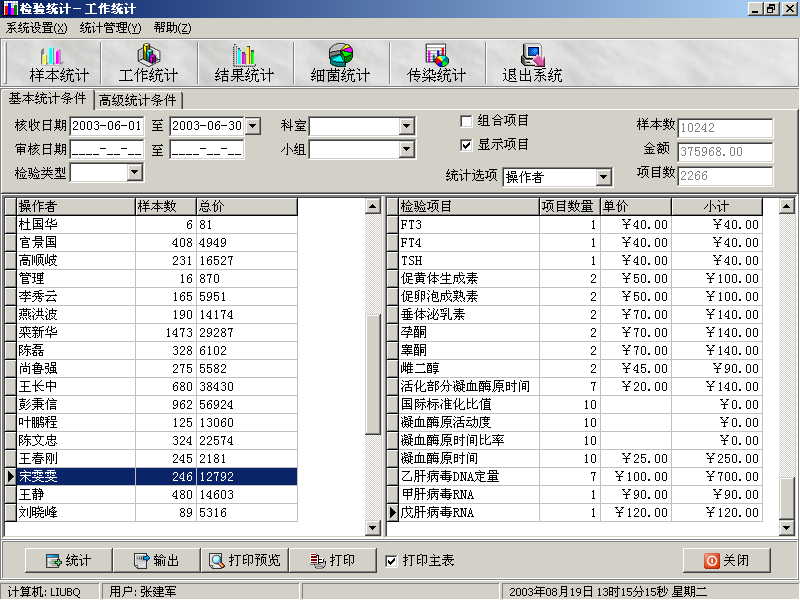 检验统计－工作统计
系统设置(X) 统计管理(Y) 帮助(Z)
样本统计 工作统计 结果统计 细菌统计 传染统计 退出系统
基本统计条件 高级统计条件
核收日期 2003-06-01 至 2003-06-30 科室 组合项目 样本数 10242
审核日期 ____-__-__ 至 ____-__-__ 小组 显示项目 金额 375968.00
检验类型 统计选项 操作者 项目数 2266
操作者 样本数 总价 检验项目 项目数量 单价 小计
杜国华 6 81 FT3 1 ￥40.00 ￥40.00
官景国 408 4949 FT4 1 ￥40.00 ￥40.00
高顺岐 231 16527 TSH 1 ￥40.00 ￥40.00
管理 16 870 促黄体生成素 2 ￥50.00 ￥100.00
李秀云 165 5951 促卵泡成熟素 2 ￥50.00 ￥100.00
燕洪波 190 14174 垂体泌乳素 2 ￥70.00 ￥140.00
栾新华 1473 29287 孕酮 2 ￥70.00 ￥140.00
陈磊 328 6102 睾酮 2 ￥70.00 ￥140.00
尚鲁强 275 5582 雌二醇 2 ￥45.00 ￥90.00
王长中 680 38430 活化部分凝血酶原时间 7 ￥20.00 ￥140.00
彭秉信 962 56924 国际标准化比值 10 ￥0.00
叶鹏程 125 13060 凝血酶原活动度 10 ￥0.00
陈文忠 324 22574 凝血酶原时间比率 10 ￥0.00
王春刚 245 2181 凝血酶原时间 10 ￥25.00 ￥250.00
宋雯雯 246 12792 乙肝病毒DNA定量 7 ￥100.00 ￥700.00
王静 480 14603 甲肝病毒RNA 1 ￥90.00 ￥90.00
刘晓峰 89 5316 戊肝病毒RNA 1 ￥120.00 ￥120.00
统计 输出 打印预览 打印 打印主表 关闭
计算机: LIUBQ 用户: 张建军 2003年08月19日 13时15分15秒 星期二